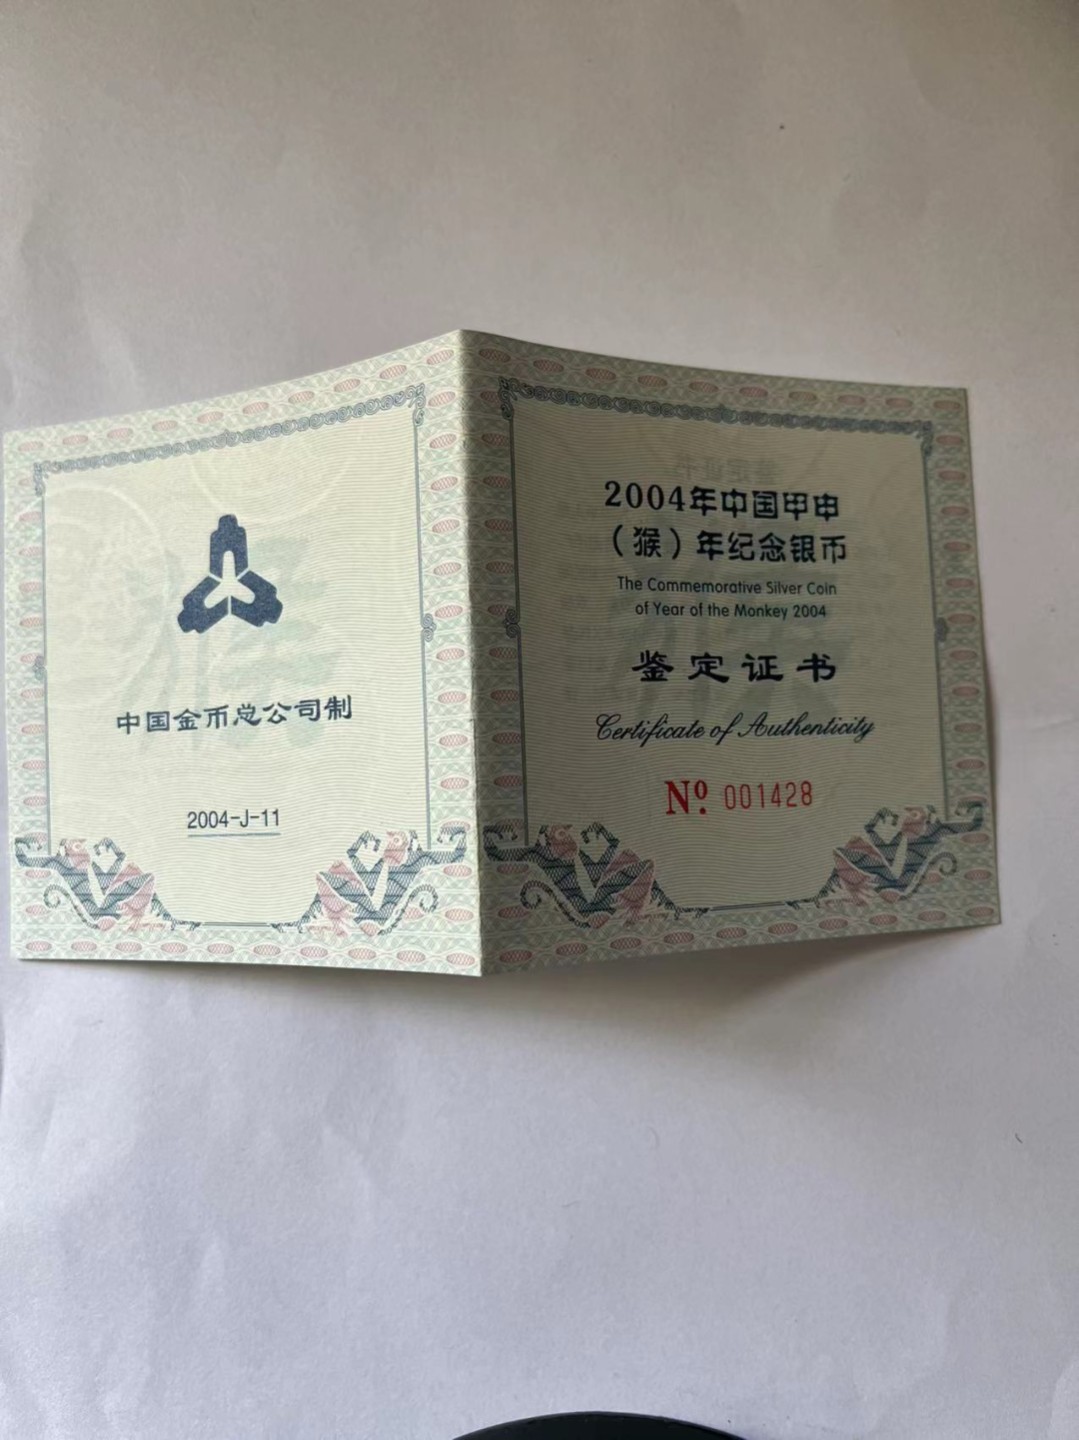 中国金币总公司制
2004-J-11
2004年中国甲申
（猴）年纪念银币
The Commemorative Silver Coin
of Year of the Monkey 2004
鉴定证书
Certificate of Authenticity
Nº. 001428